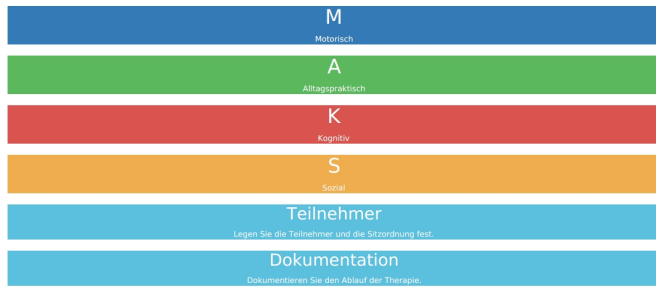 M
Motorisch
A
Alltagspraktisch
K
Kognitiv
S
Sozial
Teilnehmer
Legen Sie die Teilnehmer und die Sitzordnung fest.
Dokumentation
Dokumentieren Sie den Ablauf der Therapie.